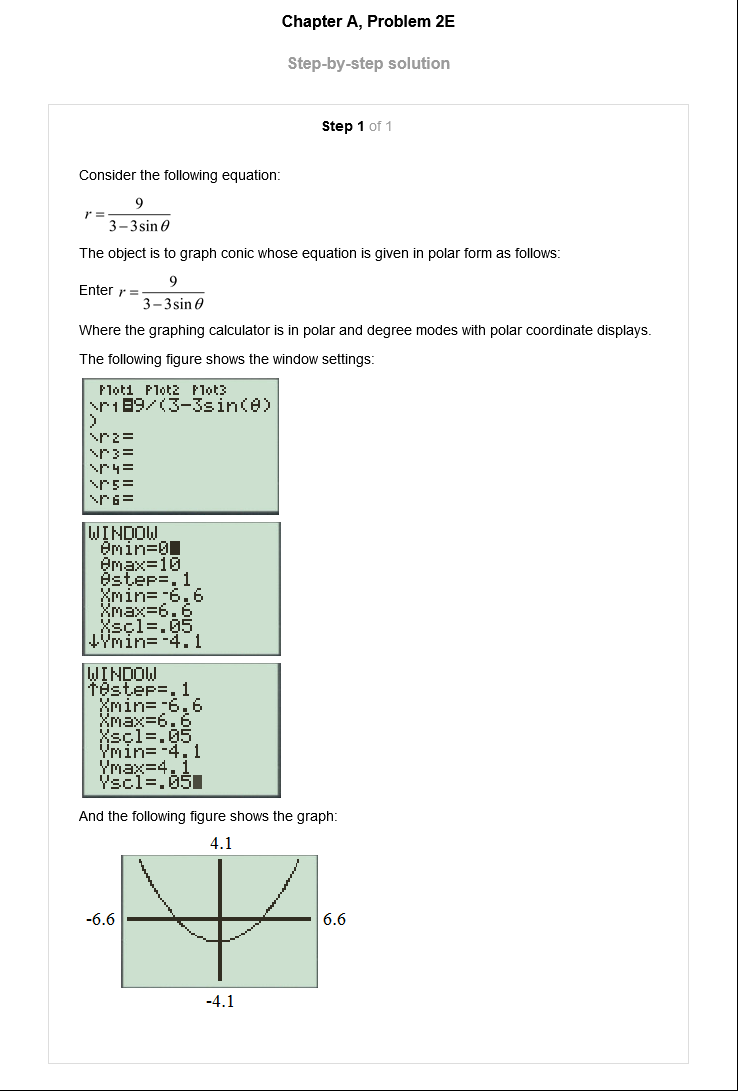 Chapter A, Problem 2E
Step-by-step solution
Step 1 of 1
Consider the following equation:
r = 9 / (3 − 3 sin θ)
The object is to graph conic whose equation is given in polar form as follows:
Enter r = 9 / (3 − 3 sin θ)
Where the graphing calculator is in polar and degree modes with polar coordinate displays.
The following figure shows the window settings:
Plot1 Plot2 Plot3
\r1=9/(3-3sin(θ)
)
\r2=
\r3=
\r4=
\r5=
\r6=
WINDOW
θmin=0
θmax=10
θstep=.1
Xmin=-6.6
Xmax=6.6
Xscl=.05
↓Ymin=-4.1
WINDOW
↑θstep=.1
Xmin=-6.6
Xmax=6.6
Xscl=.05
Ymin=-4.1
Ymax=4.1
Yscl=.05
And the following figure shows the graph:
4.1
-6.6 6.6
-4.1